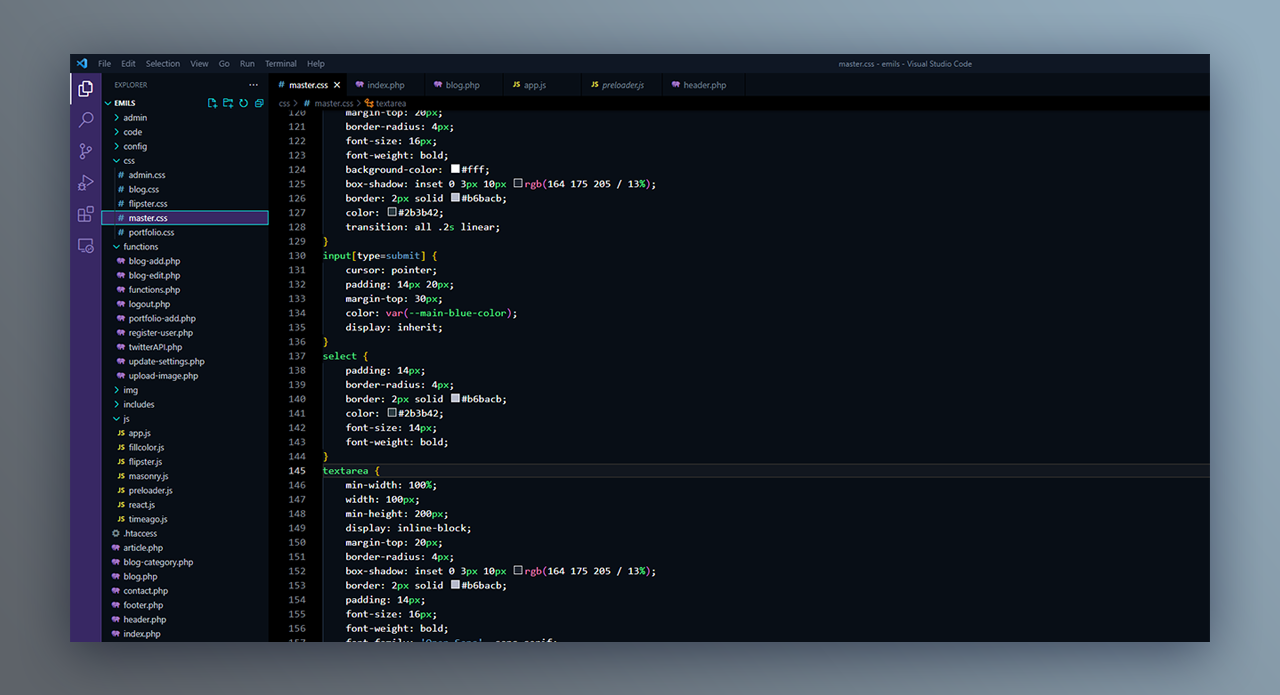 File Edit Selection View Go Run Terminal Help
master.css - emils - Visual Studio Code
EXPLORER
EMILS
admin
code
config
css
# admin.css
# blog.css
# flipster.css
# master.css
# portfolio.css
functions
blog-add.php
blog-edit.php
functions.php
logout.php
portfolio-add.php
register-user.php
twitterAPI.php
update-settings.php
upload-image.php
img
includes
js
JS app.js
JS fillcolor.js
JS flipster.js
JS masonry.js
JS preloader.js
JS react.js
JS timeago.js
.htaccess
article.php
blog-category.php
blog.php
contact.php
footer.php
header.php
index.php
# master.css index.php blog.php JS app.js JS preloader.js header.php
css > # master.css > textarea
120 margin-top: 20px;
121 border-radius: 4px;
122 font-size: 16px;
123 font-weight: bold;
124 background-color: #fff;
125 box-shadow: inset 0 3px 10px rgb(164 175 205 / 13%);
126 border: 2px solid #b6bacb;
127 color: #2b3b42;
128 transition: all .2s linear;
129 }
130 input[type=submit] {
131 cursor: pointer;
132 padding: 14px 20px;
133 margin-top: 30px;
134 color: var(--main-blue-color);
135 display: inherit;
136 }
137 select {
138 padding: 14px;
139 border-radius: 4px;
140 border: 2px solid #b6bacb;
141 color: #2b3b42;
142 font-size: 14px;
143 font-weight: bold;
144 }
145 textarea {
146 min-width: 100%;
147 width: 100px;
148 min-height: 200px;
149 display: inline-block;
150 margin-top: 20px;
151 border-radius: 4px;
152 box-shadow: inset 0 3px 10px rgb(164 175 205 / 13%);
153 border: 2px solid #b6bacb;
154 padding: 14px;
155 font-size: 16px;
156 font-weight: bold;
157 font-family: 'Open Sans', sans-serif;